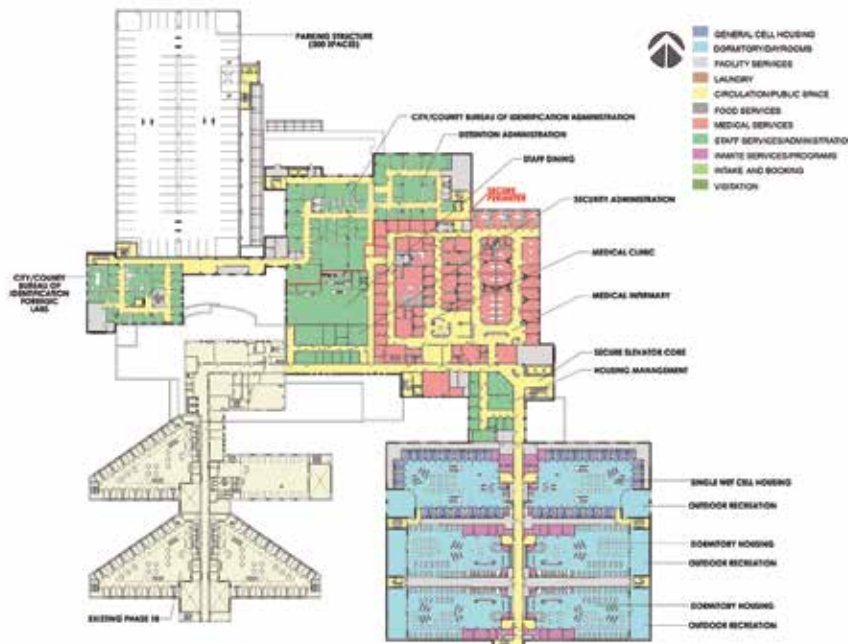 PARKING STRUCTURE
(500 SPACES)
CITY/COUNTY BUREAU OF IDENTIFICATION ADMINISTRATION
DETENTION ADMINISTRATION
STAFF DINING
SECURE
PERIMETER
SECURITY ADMINISTRATION
MEDICAL CLINIC
MEDICAL INFIRMARY
SECURE ELEVATOR CORE
HOUSING MANAGEMENT
CITY/COUNTY
BUREAU OF
IDENTIFICATION
FORENSIC
LABS
SINGLE WET CELL HOUSING
OUTDOOR RECREATION
DORMITORY HOUSING
OUTDOOR RECREATION
DORMITORY HOUSING
OUTDOOR RECREATION
EXISTING PHASE
GENERAL CELL HOUSING
DORMITORY/DAYROOMS
FACILITY SERVICES
LAUNDRY
CIRCULATION/PUBLIC SPACE
FOOD SERVICES
MEDICAL SERVICES
STAFF SERVICES/ADMINISTRATION
INMATE SERVICES/PROGRAMS
INTAKE AND BOOKING
VISITATION